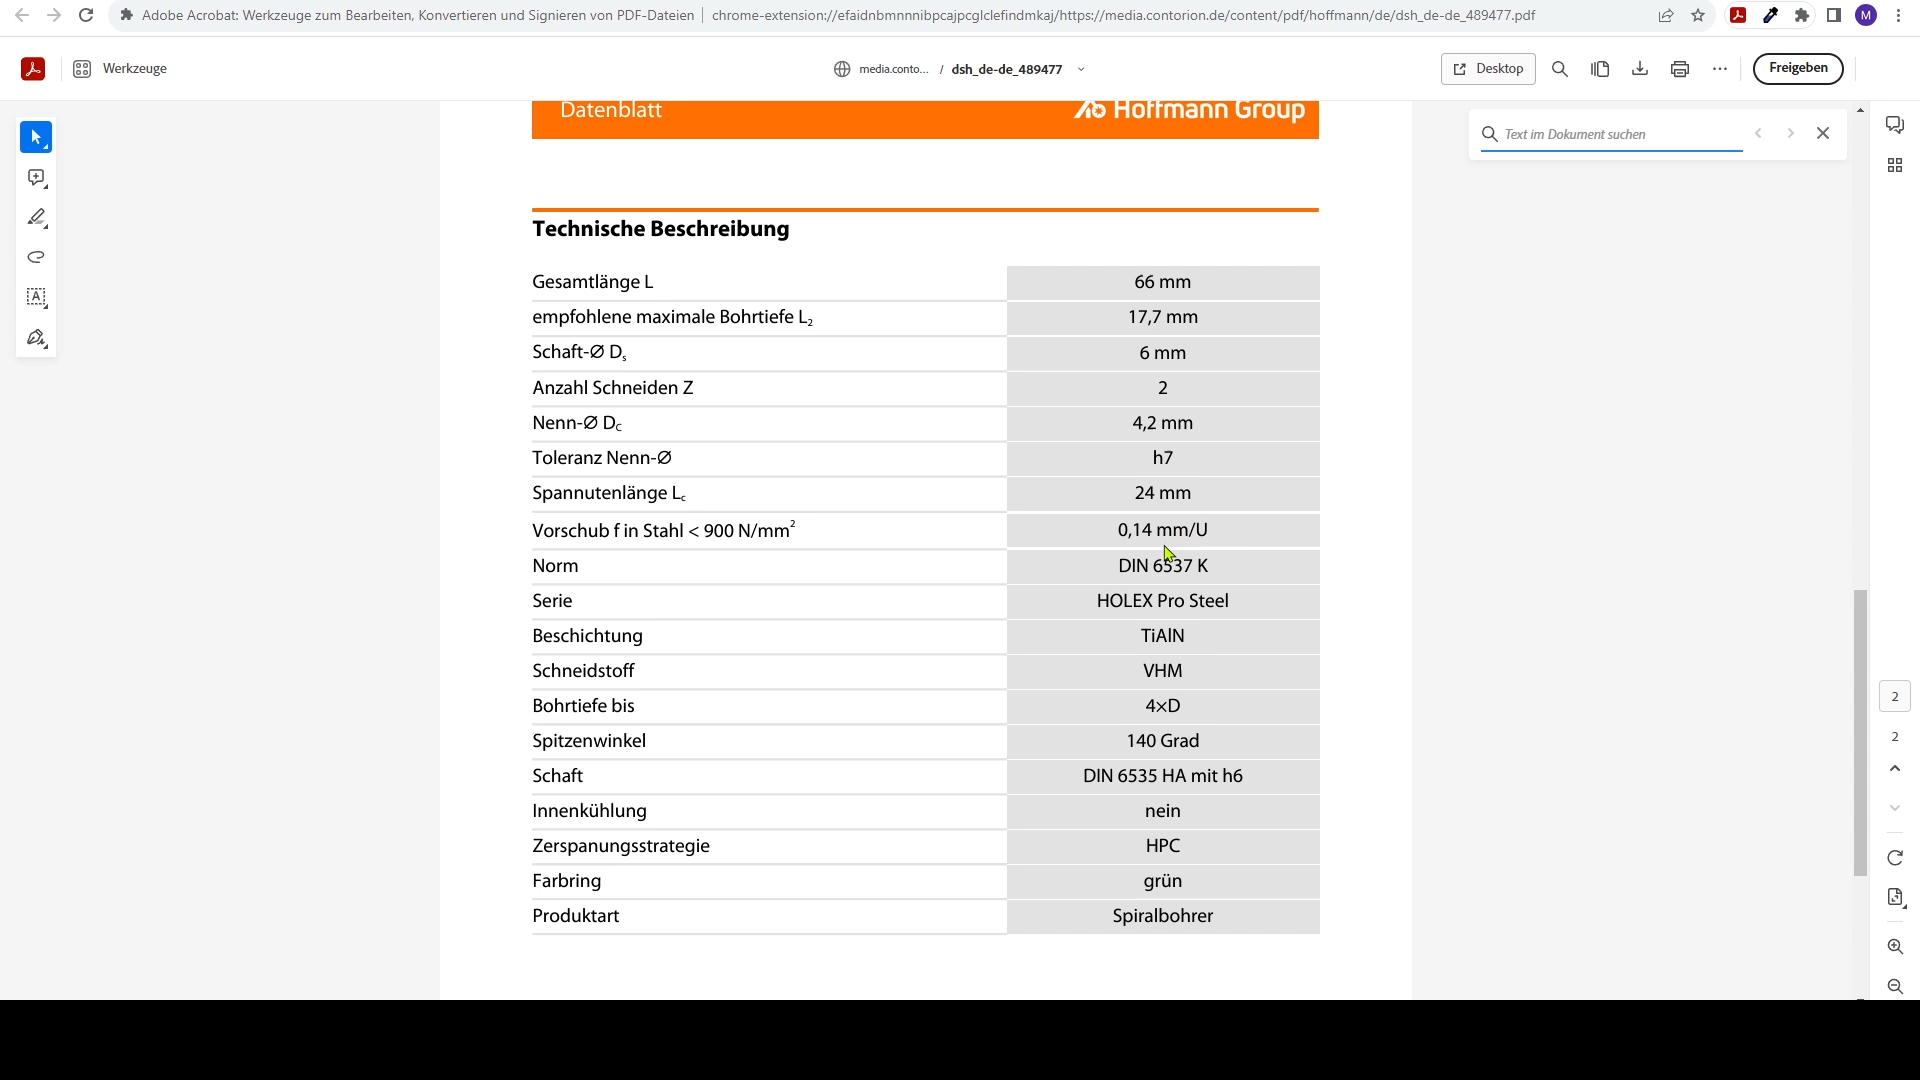 Adobe Acrobat: Werkzeuge zum Bearbeiten, Konvertieren und Signieren von PDF-Dateien | chrome-extension://efaidnbmnnnibpcajpcglclefindmkaj/https://media.contorion.de/content/pdf/hoffmann/de/dsh_de-de_489477.pdf
M
Werkzeuge
media.conto... / dsh_de-de_489477
Desktop
Freigeben
Datenblatt
Hoffmann Group
Text im Dokument suchen
Technische Beschreibung
Gesamtlänge L 66 mm
empfohlene maximale Bohrtiefe L₂ 17,7 mm
Schaft-Ø Dₛ 6 mm
Anzahl Schneiden Z 2
Nenn-Ø D_C 4,2 mm
Toleranz Nenn-Ø h7
Spannutenlänge L_c 24 mm
Vorschub f in Stahl < 900 N/mm² 0,14 mm/U
Norm DIN 6537 K
Serie HOLEX Pro Steel
Beschichtung TiAlN
Schneidstoff VHM
Bohrtiefe bis 4×D
Spitzenwinkel 140 Grad
Schaft DIN 6535 HA mit h6
Innenkühlung nein
Zerspanungsstrategie HPC
Farbring grün
Produktart Spiralbohrer
2
2